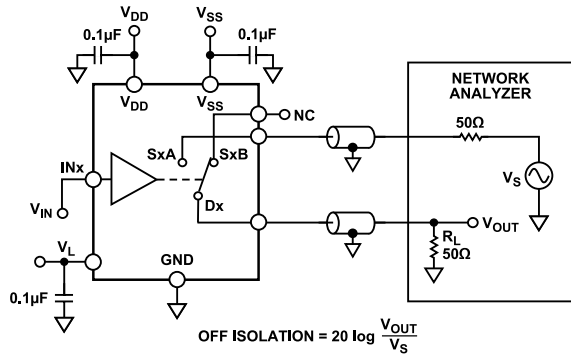 V_DD V_SS
0.1µF 0.1µF
V_DD V_SS
NETWORK
ANALYZER
NC
50Ω
SxA SxB
INx
V_S
V_IN
Dx
V_OUT
V_L
GND
R_L
50Ω
0.1µF
OFF ISOLATION = 20 log V_OUT/V_S